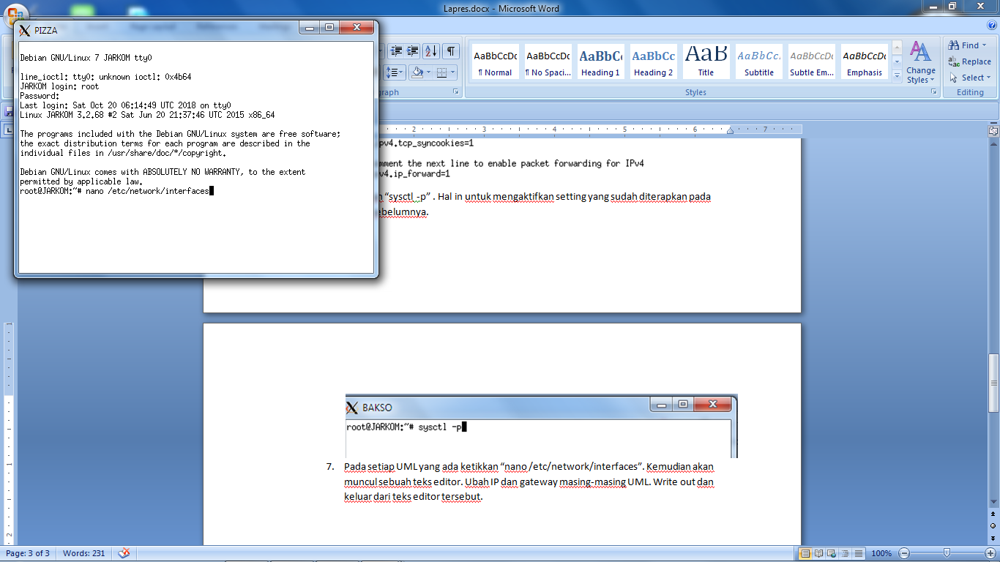 Lapres.docx - Microsoft Word
PIZZA
Debian GNU/Linux 7 JARKOM tty0
line_ioctl: tty0: unknown ioctl: 0x4b64
JARKOM login: root
Password:
Last login: Sat Oct 20 06:14:49 UTC 2018 on tty0
Linux JARKOM 3.2.68 #2 Sat Jun 20 21:37:46 UTC 2015 x86_64
The programs included with the Debian GNU/Linux system are free software;
the exact distribution terms for each program are described in the
individual files in /usr/share/doc/*/copyright.
Debian GNU/Linux comes with ABSOLUTELY NO WARRANTY, to the extent
permitted by applicable law.
root@JARKOM:~# nano /etc/network/interfaces
AaBbCcDc AaBbCcDc AaBbC AaBbCc AaB AaBbCc. AaBbCcDc AaBbCcDc
¶ Normal ¶ No Spaci... Heading 1 Heading 2 Title Subtitle Subtle Em... Emphasis
Change
Styles
Find
Replace
Select
graph Styles Editing
2 3 4 5 6 7
pv4.tcp_syncookies=1
mment the next line to enable packet forwarding for IPv4
v4.ip_forward=1
“sysctl -p” . Hal in untuk mengaktifkan setting yang sudah diterapkan pada
ebelumnya.
BAKSO
root@JARKOM:~# sysctl -p
7. Pada setiap UML yang ada ketikkan “nano /etc/network/interfaces”. Kemudian akan
muncul sebuah teks editor. Ubah IP dan gateway masing-masing UML. Write out dan
keluar dari teks editor tersebut.
Page: 3 of 3 Words: 231 100%